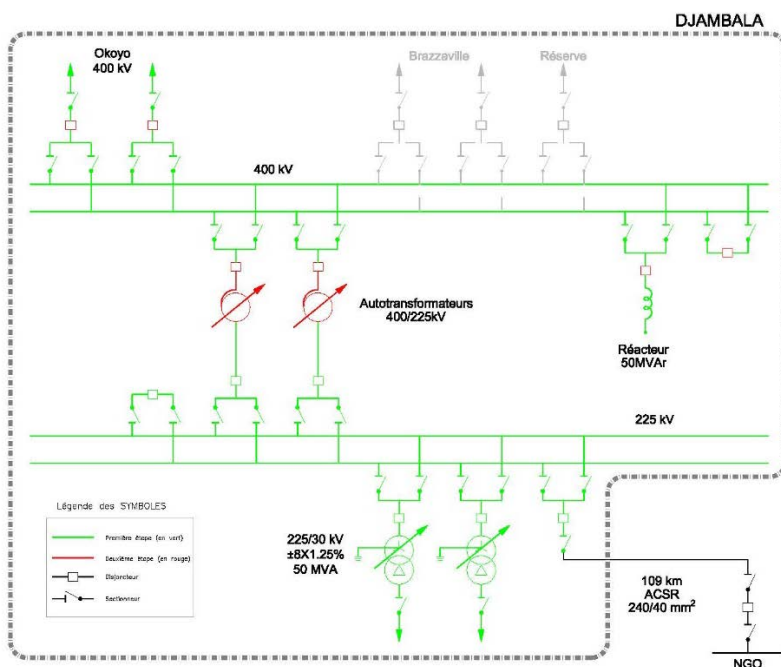 DJAMBALA
Okoyo
400 kV
Brazzaville
Réserve
400 kV
Autotransformateurs
400/225kV
Réacteur
50MVAr
225 kV
Légende des SYMBOLES
Première étape (en vert)
Deuxième étape (en rouge)
Disjoncteur
Sectionneur
225/30 kV
±8X1.25%
50 MVA
109 km
ACSR
240/40 mm²
NGO